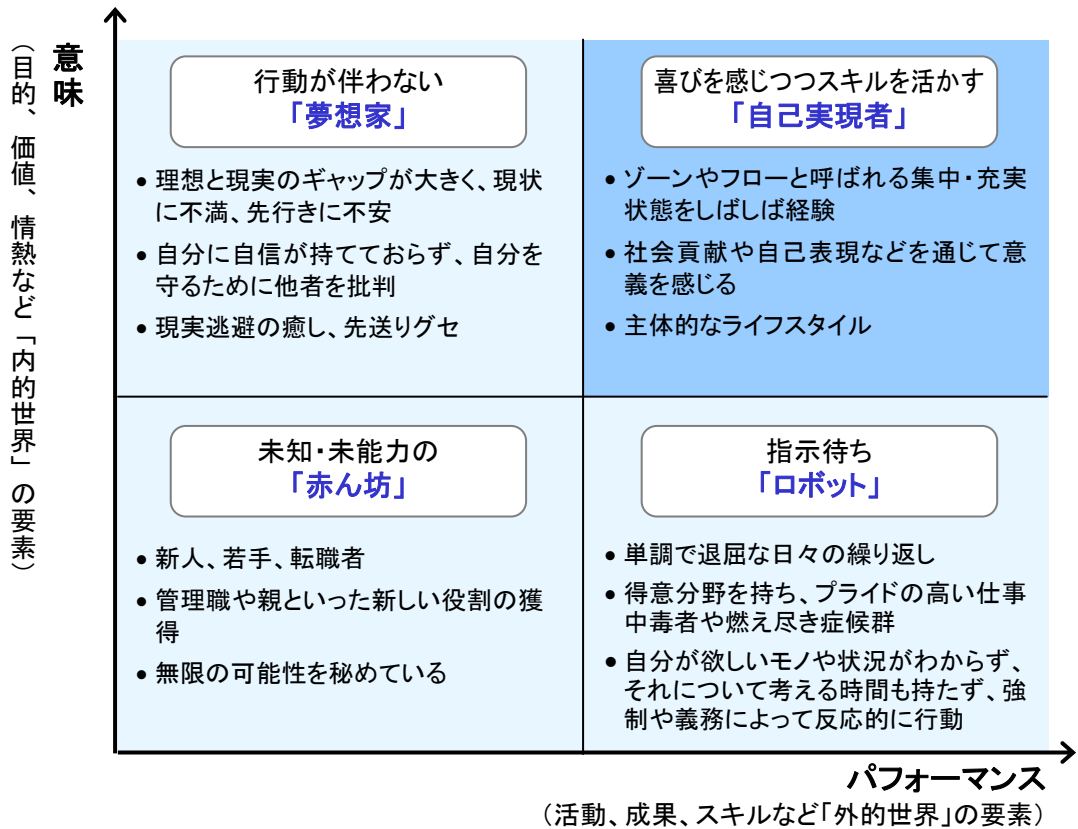 意味
（目的、価値、情熱など「内的世界」の要素）
行動が伴わない
「夢想家」
• 理想と現実のギャップが大きく、現状
に不満、先行きに不安
• 自分に自信が持てておらず、自分を
守るために他者を批判
• 現実逃避の癒し、先送りグセ
喜びを感じつつスキルを活かす
「自己実現者」
• ゾーンやフローと呼ばれる集中・充実
状態をしばしば経験
• 社会貢献や自己表現などを通じて意
義を感じる
• 主体的なライフスタイル
未知・未能力の
「赤ん坊」
• 新人、若手、転職者
• 管理職や親といった新しい役割の獲
得
• 無限の可能性を秘めている
指示待ち
「ロボット」
• 単調で退屈な日々の繰り返し
• 得意分野を持ち、プライドの高い仕事
中毒者や燃え尽き症候群
• 自分が欲しいモノや状況がわからず、
それについて考える時間も持たず、強
制や義務によって反応的に行動
パフォーマンス
（活動、成果、スキルなど「外的世界」の要素）